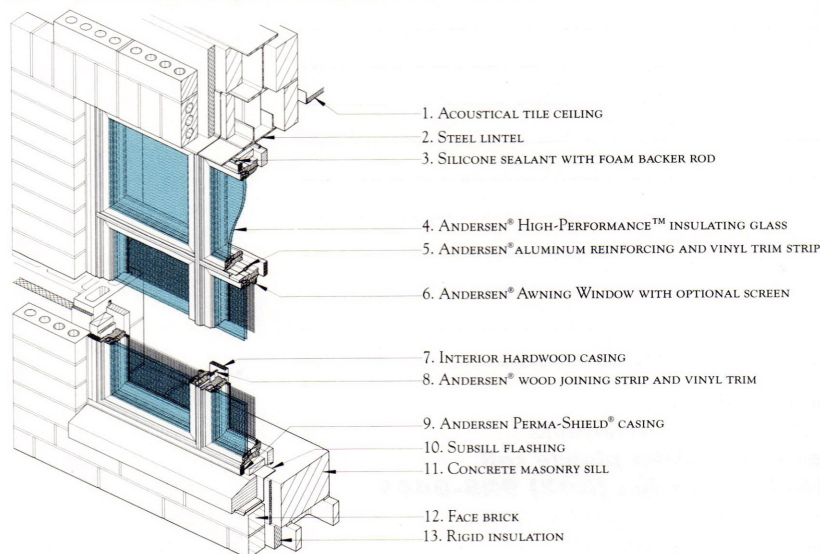 1. Acoustical tile ceiling
2. Steel lintel
3. Silicone sealant with foam backer rod
4. Andersen® High-Performance™ insulating glass
5. Andersen® aluminum reinforcing and vinyl trim strip
6. Andersen® Awning Window with optional screen
7. Interior hardwood casing
8. Andersen® wood joining strip and vinyl trim
9. Andersen Perma-Shield® casing
10. Subsill flashing
11. Concrete masonry sill
12. Face brick
13. Rigid insulation